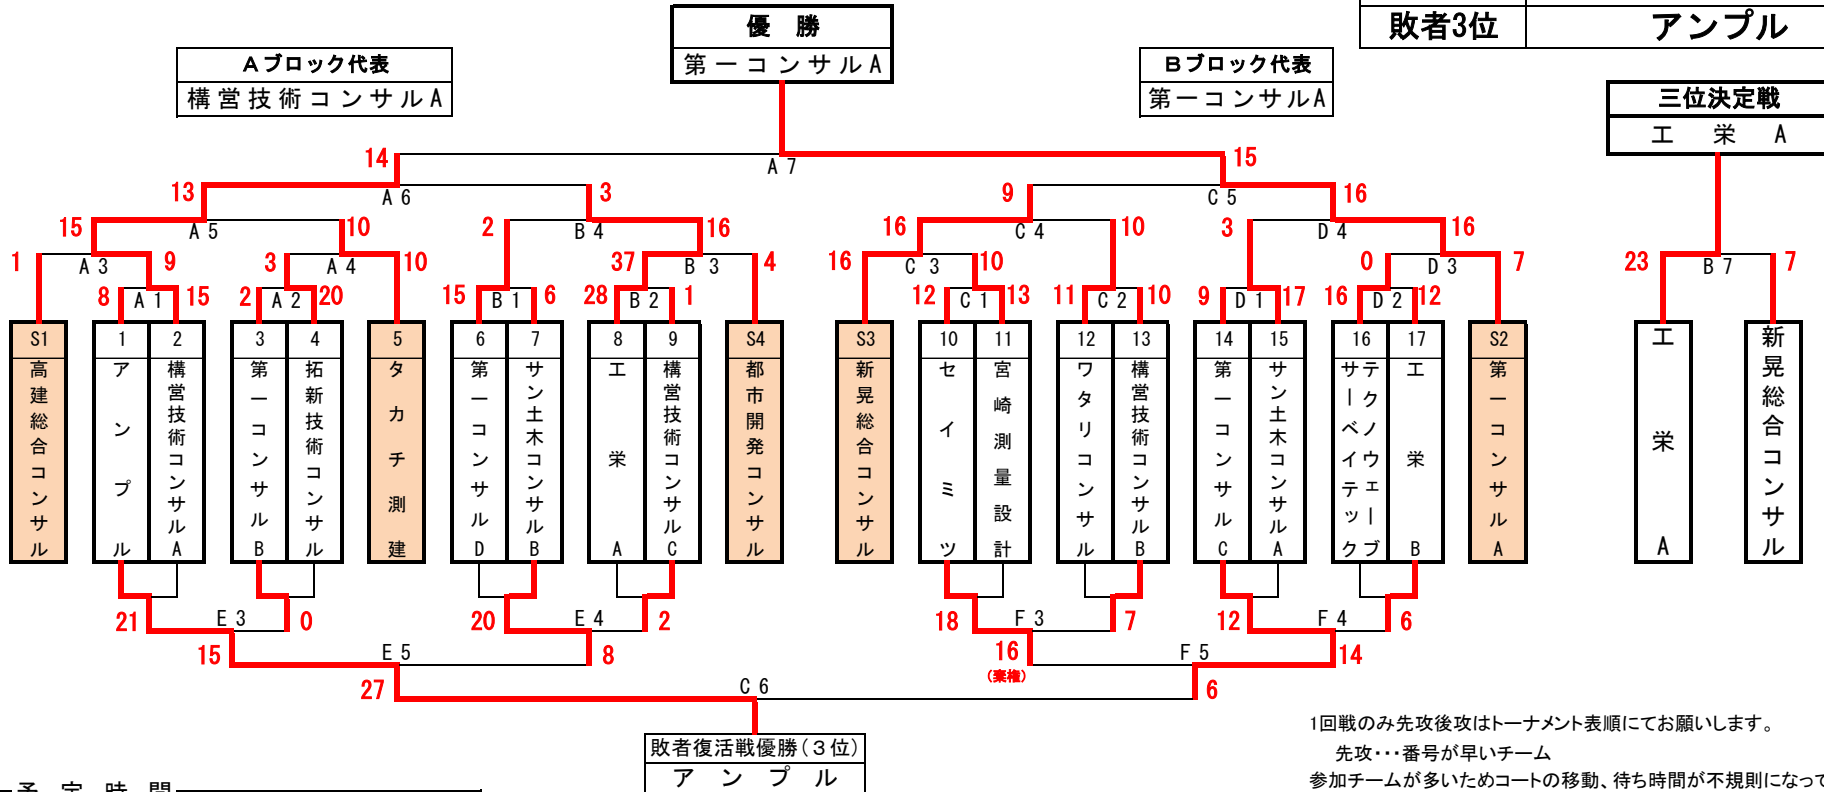 敗者3位 アンプル
優 勝
第一コンサルA
Aブロック代表
構営技術コンサルA
Bブロック代表
第一コンサルA
三位決定戦
工 栄 A
14 A7 15
13 A6 3 9 C5 16
15 A5 10 2 B4 16 16 C4 10 3 D4 16
1 A3 9 3 A4 10 37 B3 4 16 C3 10 0 D3 7 23 B7 7
8 A1 15 2 A2 20 15 B1 6 28 B2 1 12 C1 13 11 C2 10 9 D1 17 16 D2 12
S1 高建総合コンサル
1 アンプル
2 構営技術コンサルA
3 第一コンサルB
4 拓新技術コンサル
5 タカチ測建
6 第一コンサルD
7 サン土木コンサルB
8 工栄A
9 構営技術コンサルC
S4 都市開発コンサル
S3 新晃総合コンサル
10 セイミツ
11 宮崎測量設計
12 ワタリコンサル
13 構営技術コンサルB
14 第一コンサルC
15 サン土木コンサルA
16 テクノウェーブサーベイテック
17 工栄B
S2 第一コンサルA
工栄A
新晃総合コンサル
21 E3 0 20 E4 2 18 F3 7 12 F4 6
15 E5 8 16 F5 14
(棄権)
27 C6 6
敗者復活戦優勝(3位)
アンプル
1回戦のみ先攻後攻はトーナメント表順にてお願いします。
先攻・・・番号が早いチーム
参加チームが多いためコートの移動、待ち時間が不規則になって
予定時間